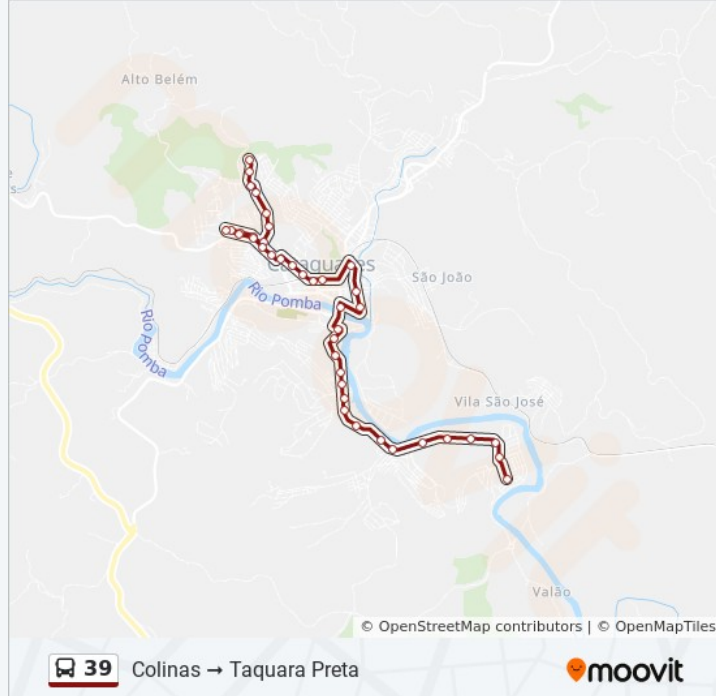 Alto Belém
s.
São João
Rio Pomba
Rio
Pomba
Vila São José
Valão
© OpenStreetMap contributors | © OpenMapTiles
39 Colinas → Taquara Preta
moovit